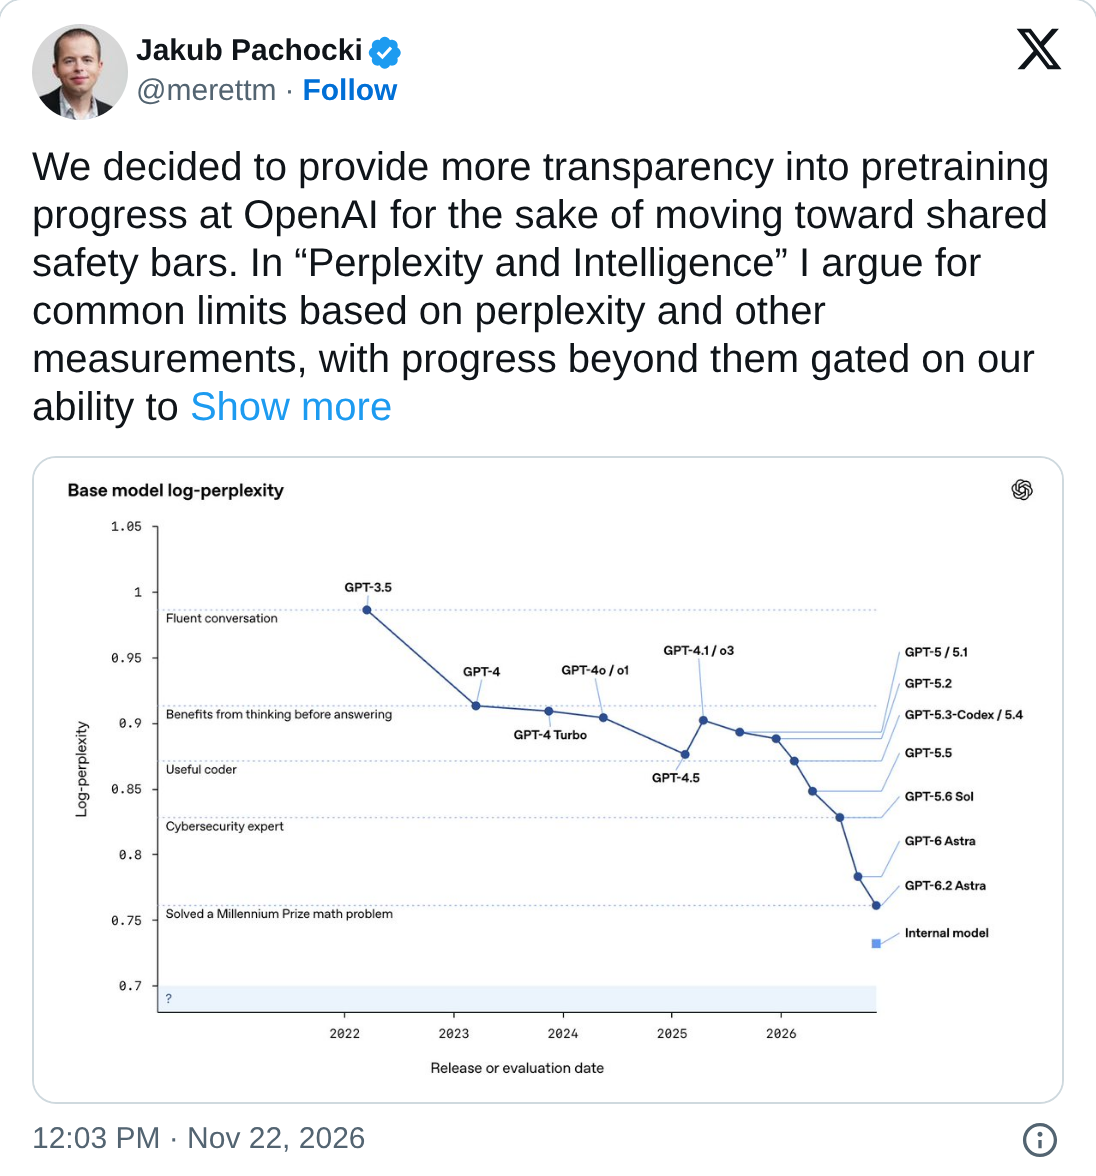 Jakub Pachocki
@merettm · Follow
We decided to provide more transparency into pretraining
progress at OpenAI for the sake of moving toward shared
safety bars. In “Perplexity and Intelligence” I argue for
common limits based on perplexity and other
measurements, with progress beyond them gated on our
ability to Show more
Base model log-perplexity
1.05
1
0.95
0.9
0.85
0.8
0.75
0.7
Log-perplexity
GPT-3.5
Fluent conversation
GPT-4
GPT-4o / o1
GPT-4.1 / o3
Benefits from thinking before answering
GPT-4 Turbo
GPT-4.5
Useful coder
Cybersecurity expert
Solved a Millennium Prize math problem
?
GPT-5 / 5.1
GPT-5.2
GPT-5.3-Codex / 5.4
GPT-5.5
GPT-5.6 Sol
GPT-6 Astra
GPT-6.2 Astra
Internal model
2022
2023
2024
2025
2026
Release or evaluation date
12:03 PM · Nov 22, 2026